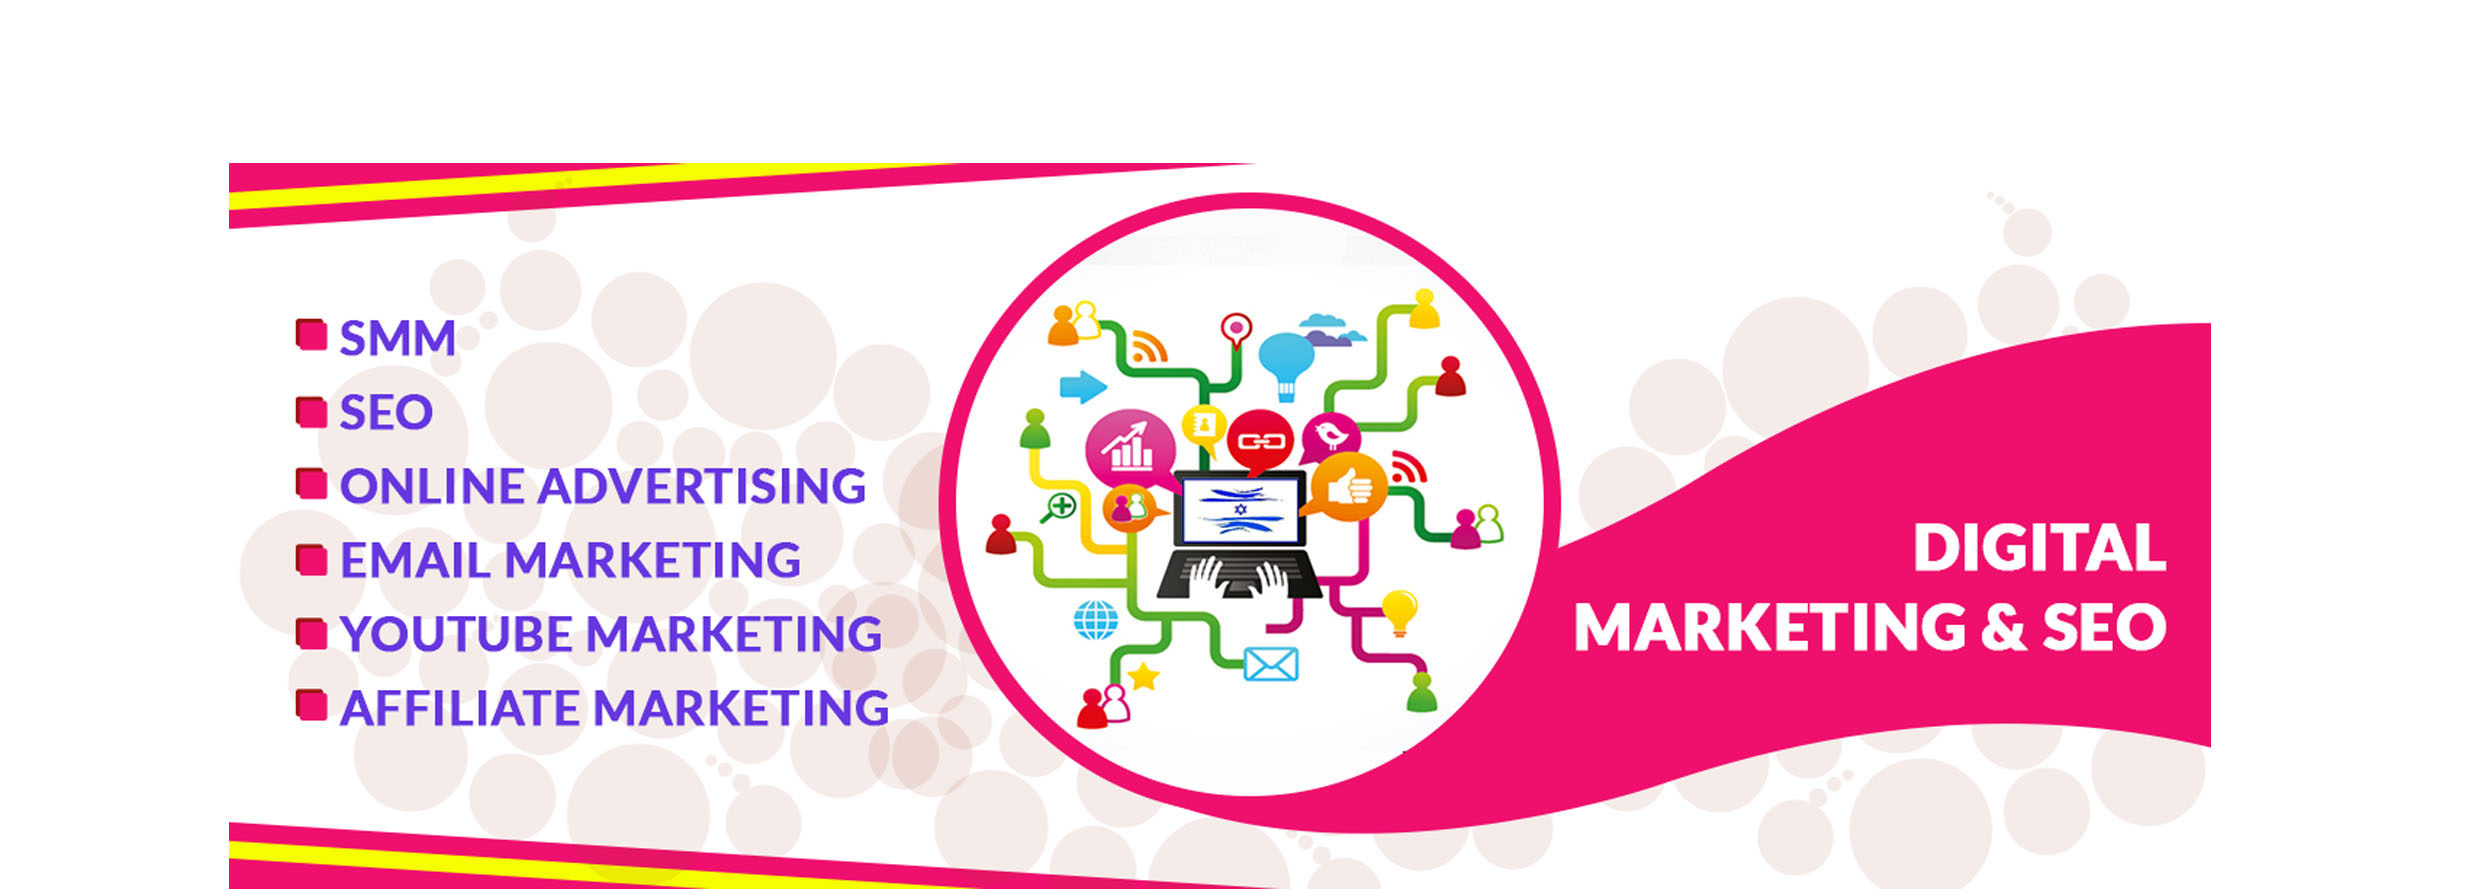 SMM
SEO
ONLINE ADVERTISING
EMAIL MARKETING
YOUTUBE MARKETING
AFFILIATE MARKETING
DIGITAL
MARKETING & SEO